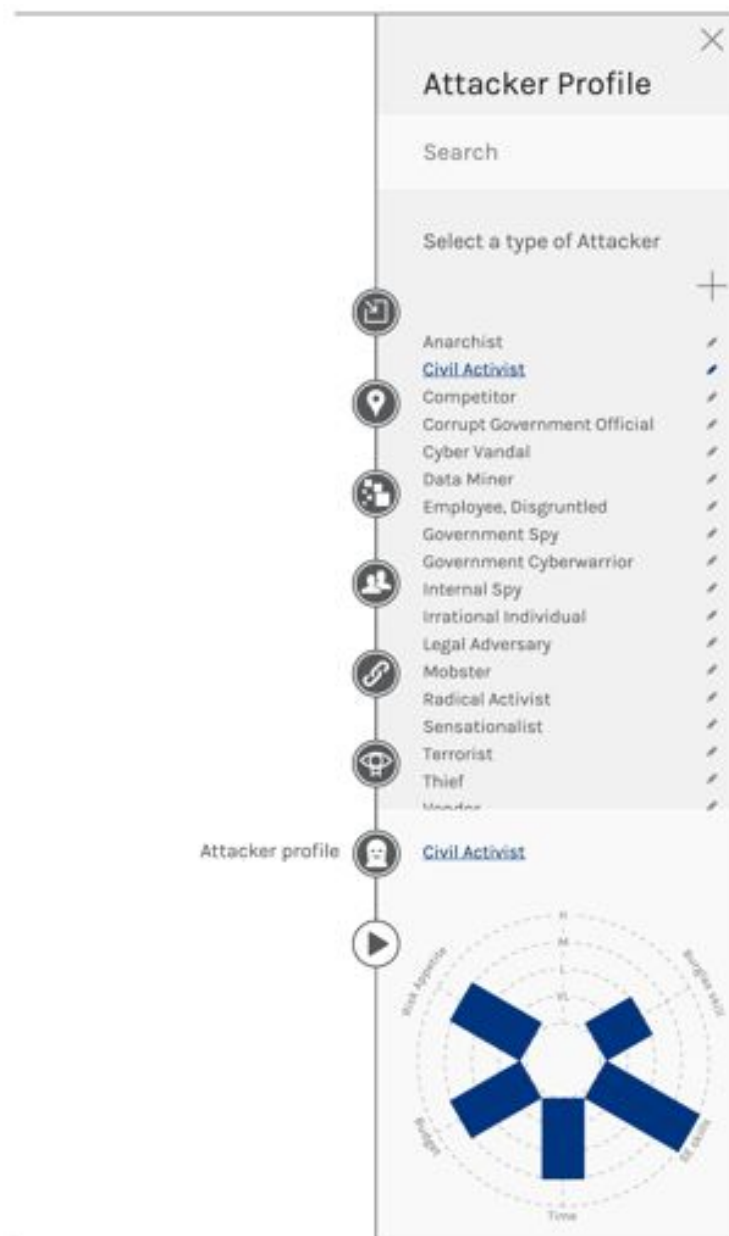 Attacker Profile
Search
Select a type of Attacker
Anarchist
Civil Activist
Competitor
Corrupt Government Official
Cyber Vandal
Data Miner
Employee, Disgruntled
Government Spy
Government Cyberwarrior
Internal Spy
Irrational Individual
Legal Adversary
Mobster
Radical Activist
Sensationalist
Terrorist
Thief
Vendor
Attacker profile
Civil Activist
H
M
L
VL
Risk Appetite
Burglar skill
Budget
SE skills
Time